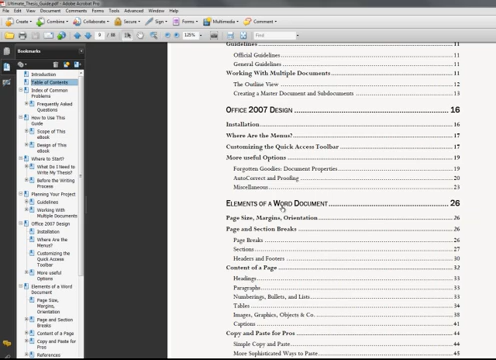 Ultimate_Thesis_Guide.pdf - Adobe Acrobat Pro
File Edit View Document Comments Forms Tools Advanced Window Help
Create Combine Collaborate Secure Sign Forms Multimedia Comment
125% Find
Bookmarks
Introduction
Table of Contents
Index of Common
Problems
Frequently Asked
Questions
How to Use This
Guide
Scope of This
eBook
Design of This
eBook
Where to Start?
What Do I Need to
Write My Thesis?
Before the Writing
Process
Planning Your Project
Guidelines
Working With
Multiple Documents
Office 2007 Design
Installation
Where Are the
Menus?
Customizing the
Quick Access
Toolbar
More useful
Options
Elements of a Word
Document
Page Size,
Margins,
Orientation
Page and Section
Breaks
Content of a Page
Copy and Paste
for Pros
References
Guidelines 11
Official Guidelines 11
General Guidelines 11
Working With Multiple Documents 11
The Outline View 12
Creating a Master Document and Subdocuments 13
Office 2007 Design 16
Installation 16
Where Are the Menus? 17
Customizing the Quick Access Toolbar 17
More useful Options 19
Forgotten Goodies: Document Properties 19
AutoCorrect and Proofing 20
Miscellaneous 23
Elements of a Word Document 26
Page Size, Margins, Orientation 26
Page and Section Breaks 26
Page Breaks 26
Sections 27
Headers and Footers 30
Content of a Page 32
Headings 33
Paragraphs 33
Numberings, Bullets, and Lists 33
Tables 34
Images, Graphics, Objects & Co. 38
Captions 41
Copy and Paste for Pros 44
Simple Copy and Paste 44
More Sophisticated Ways to Paste 45